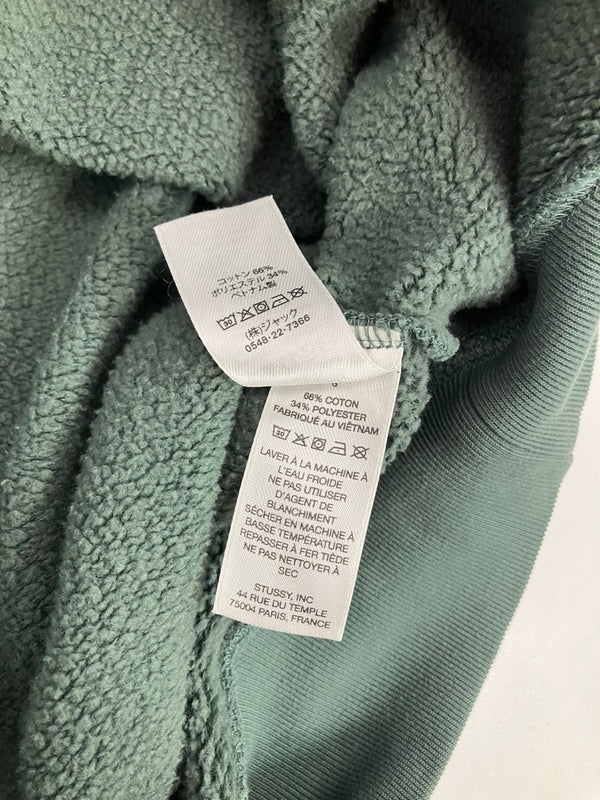 コットン 66%
ポリエステル 34%
ベトナム製
30
(株)ジャック
0548-22-7366
66% COTON
34% POLYESTER
FABRIQUÉ AU VIÊTNAM
30
LAVER À LA MACHINE À
L'EAU FROIDE
NE PAS UTILISER
D'AGENT DE
BLANCHIMENT
SÉCHER EN MACHINE À
BASSE TEMPÉRATURE
REPASSER À FER TIÈDE
NE PAS NETTOYER À
SEC
STUSSY, INC
44 RUE DU TEMPLE
75004 PARIS, FRANCE